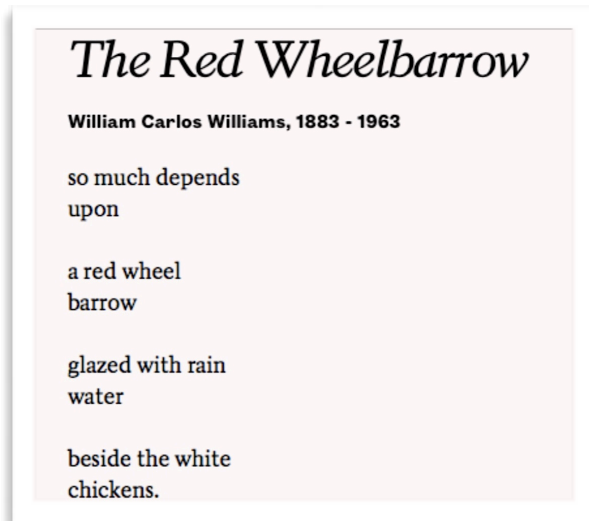 The Red Wheelbarrow
William Carlos Williams, 1883 - 1963
so much depends
upon
a red wheel
barrow
glazed with rain
water
beside the white
chickens.